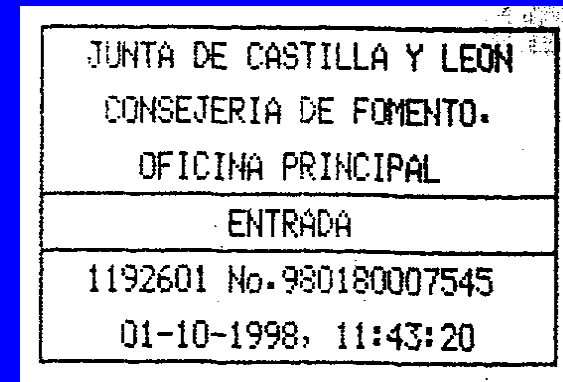 JUNTA DE CASTILLA Y LEON
CONSEJERIA DE FOMENTO.
OFICINA PRINCIPAL
ENTRADA
1192601 No.980180007545
01-10-1998, 11:43:20